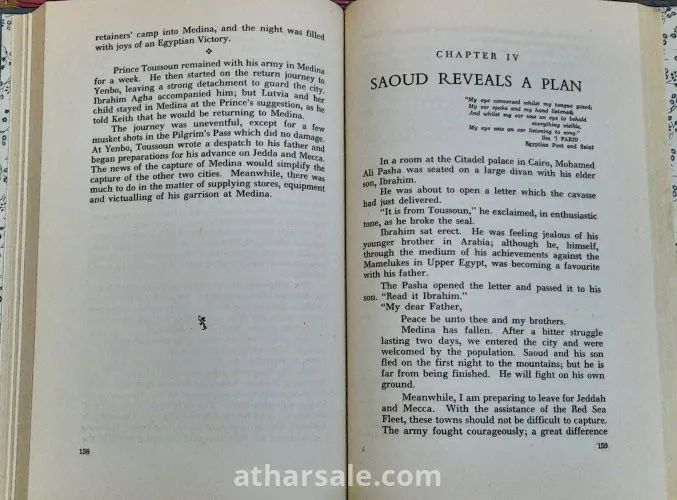 retainers' camp into Medina, and the night was filled
with joys of an Egyptian Victory.
Prince Toussoun remained with his army in Medina
for a week. He then started on the return journey to
Yenbo, leaving a strong detachment to guard the city.
Ibrahim Agha accompanied him; but Lutvia and her
child stayed in Medina at the Prince's suggestion, as he
told Keith that he would be returning to Medina.
The journey was uneventful, except for a few
musket shots in the Pilgrim's Pass which did no damage.
At Yenbo, Toussoun wrote a despatch to his father and
began preparations for his advance on Jedda and Mecca.
The news of the capture of Medina would simplify the
capture of the other two cities. Meanwhile, there was
much to do in the matter of supplying stores, equipment
and victualling of his garrison at Medina.
158
CHAPTER IV
SAOUD REVEALS A PLAN
"My eye conversed whilst my tongue gazed;
My ear spoke and my hand listened;
And whilst my ear was an eye to behold
everything visible,
My eye was an ear listening to song."
Ibn 'l FARID
Egyptian Poet and Saint
In a room at the Citadel palace in Cairo, Mohamed
Ali Pasha was seated on a large divan with his elder
son, Ibrahim.
He was about to open a letter which the cavasse
had just delivered.
"It is from Toussoun," he exclaimed, in enthusiastic
tone, as he broke the seal.
Ibrahim sat erect. He was feeling jealous of his
younger brother in Arabia; although he, himself,
through the medium of his achievements against the
Mamelukes in Upper Egypt, was becoming a favourite
with his father.
The Pasha opened the letter and passed it to his
son. "Read it Ibrahim."
"My dear Father,
Peace be unto thee and my brothers.
Medina has fallen. After a bitter struggle
lasting two days, we entered the city and were
welcomed by the population. Saoud and his son
fled on the first night to the mountains; but he is
far from being finished. He will fight on his own
ground.
Meanwhile, I am preparing to leave for Jeddah
and Mecca. With the assistance of the Red Sea
Fleet, these towns should not be difficult to capture.
The army fought courageously; a great difference
159
atharsale.com